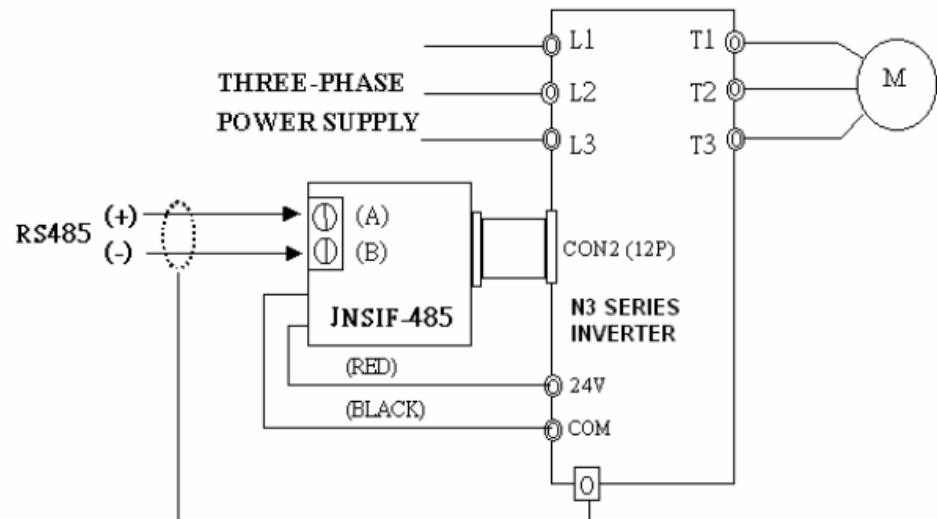 L1
T1
THREE-PHASE
L2
T2
M
POWER SUPPLY
L3
T3
RS485
(+)
(-)
(A)
(B)
CON2 (12P)
JNSIF-485
N3 SERIES
INVERTER
(RED)
24V
(BLACK)
COM